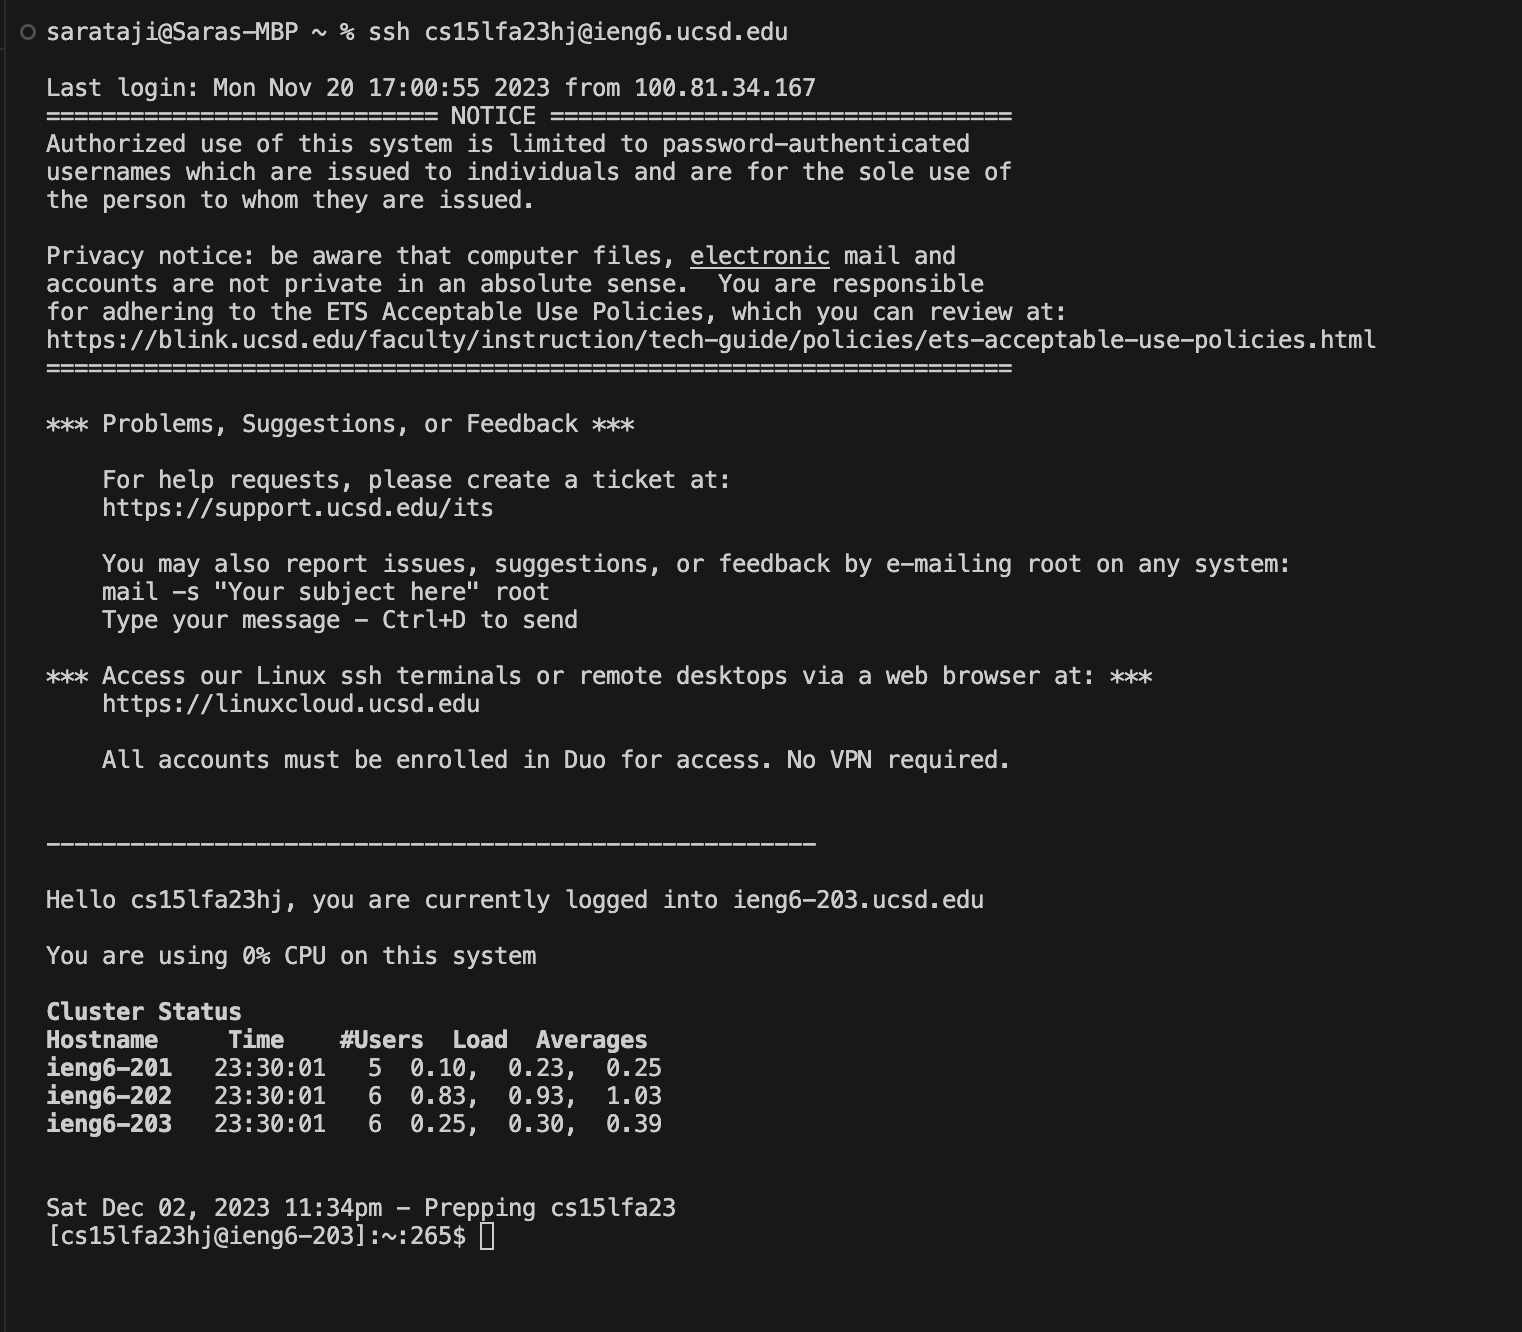 sarataji@Saras-MBP ~ % ssh cs15lfa23hj@ieng6.ucsd.edu
Last login: Mon Nov 20 17:00:55 2023 from 100.81.34.167
============================ NOTICE =================================
Authorized use of this system is limited to password-authenticated
usernames which are issued to individuals and are for the sole use of
the person to whom they are issued.
Privacy notice: be aware that computer files, electronic mail and
accounts are not private in an absolute sense.  You are responsible
for adhering to the ETS Acceptable Use Policies, which you can review at:
https://blink.ucsd.edu/faculty/instruction/tech-guide/policies/ets-acceptable-use-policies.html
=====================================================================
*** Problems, Suggestions, or Feedback ***
    For help requests, please create a ticket at:
    https://support.ucsd.edu/its
    You may also report issues, suggestions, or feedback by e-mailing root on any system:
    mail -s "Your subject here" root
    Type your message - Ctrl+D to send
*** Access our Linux ssh terminals or remote desktops via a web browser at: ***
    https://linuxcloud.ucsd.edu
    All accounts must be enrolled in Duo for access. No VPN required.
-------------------------------------------------------
Hello cs15lfa23hj, you are currently logged into ieng6-203.ucsd.edu
You are using 0% CPU on this system
Cluster Status
Hostname     Time    #Users  Load  Averages
ieng6-201   23:30:01   5  0.10,  0.23,  0.25
ieng6-202   23:30:01   6  0.83,  0.93,  1.03
ieng6-203   23:30:01   6  0.25,  0.30,  0.39
Sat Dec 02, 2023 11:34pm - Prepping cs15lfa23
[cs15lfa23hj@ieng6-203]:~:265$